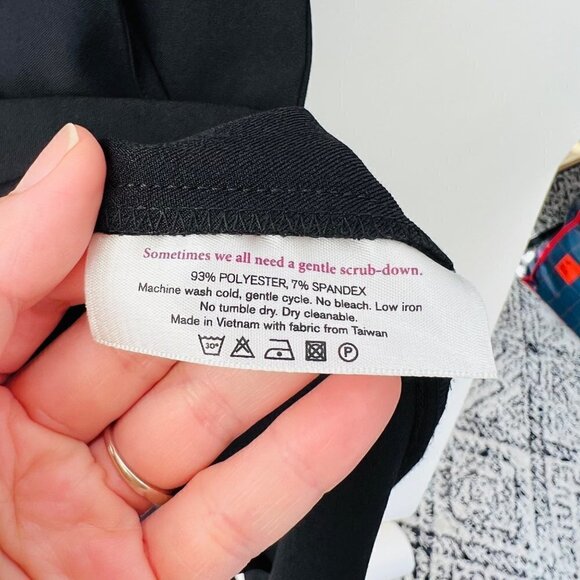 Sometimes we all need a gentle scrub-down.
93% POLYESTER, 7% SPANDEX
Machine wash cold, gentle cycle. No bleach. Low iron
No tumble dry. Dry cleanable.
Made in Vietnam with fabric from Taiwan
30° P